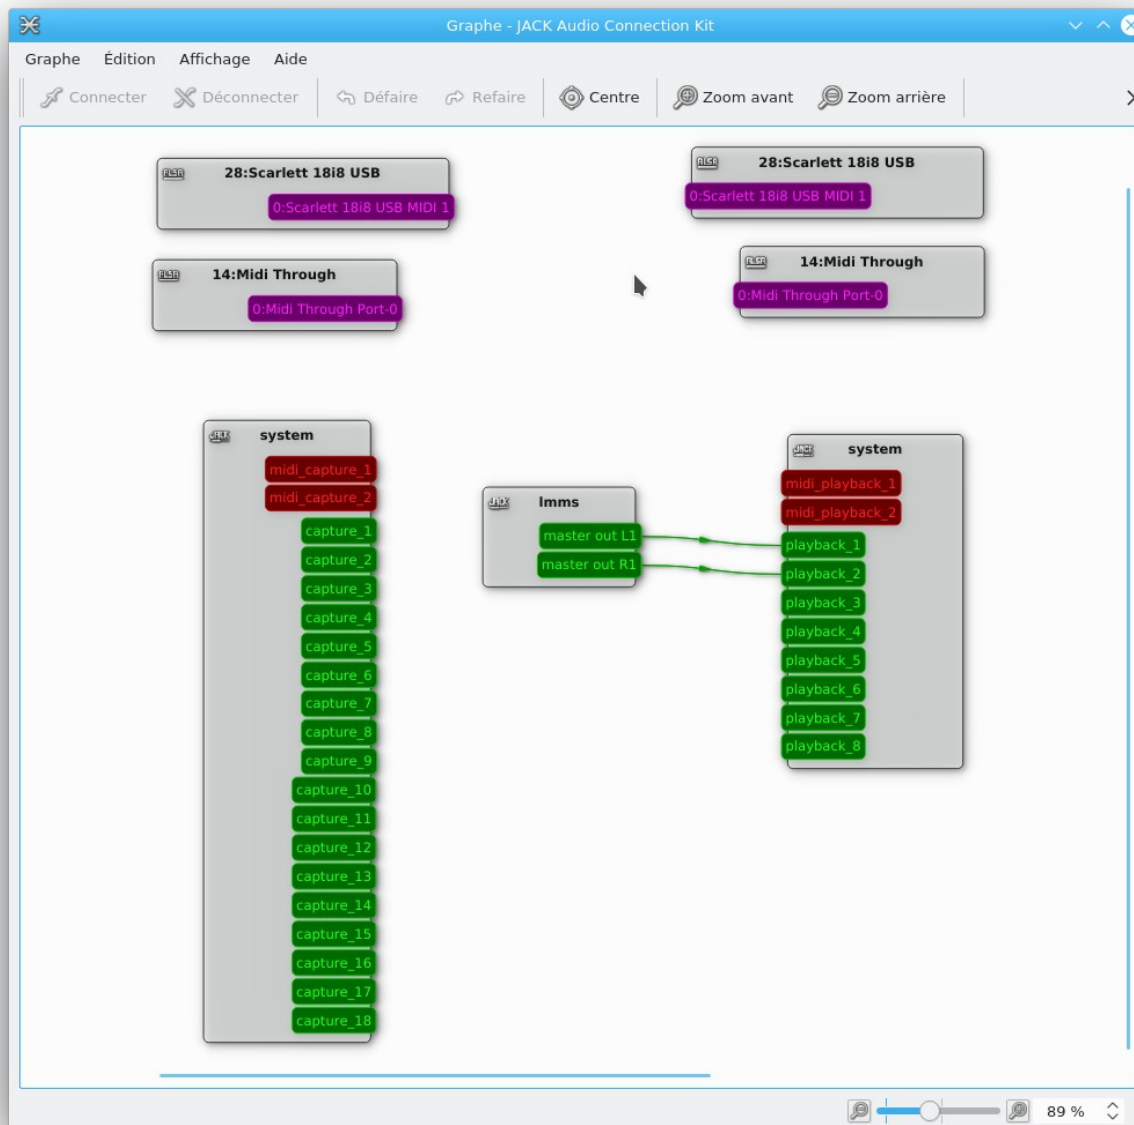 Graphe - JACK Audio Connection Kit
Graphe Édition Affichage Aide
Connecter Déconnecter Défaire Refaire Centre Zoom avant Zoom arrière
28:Scarlett 18i8 USB
0:Scarlett 18i8 USB MIDI 1
28:Scarlett 18i8 USB
0:Scarlett 18i8 USB MIDI 1
14:Midi Through
0:Midi Through Port-0
14:Midi Through
0:Midi Through Port-0
system
midi_capture_1
midi_capture_2
capture_1
capture_2
capture_3
capture_4
capture_5
capture_6
capture_7
capture_8
capture_9
capture_10
capture_11
capture_12
capture_13
capture_14
capture_15
capture_16
capture_17
capture_18
lmms
master out L1
master out R1
system
midi_playback_1
midi_playback_2
playback_1
playback_2
playback_3
playback_4
playback_5
playback_6
playback_7
playback_8
89 %